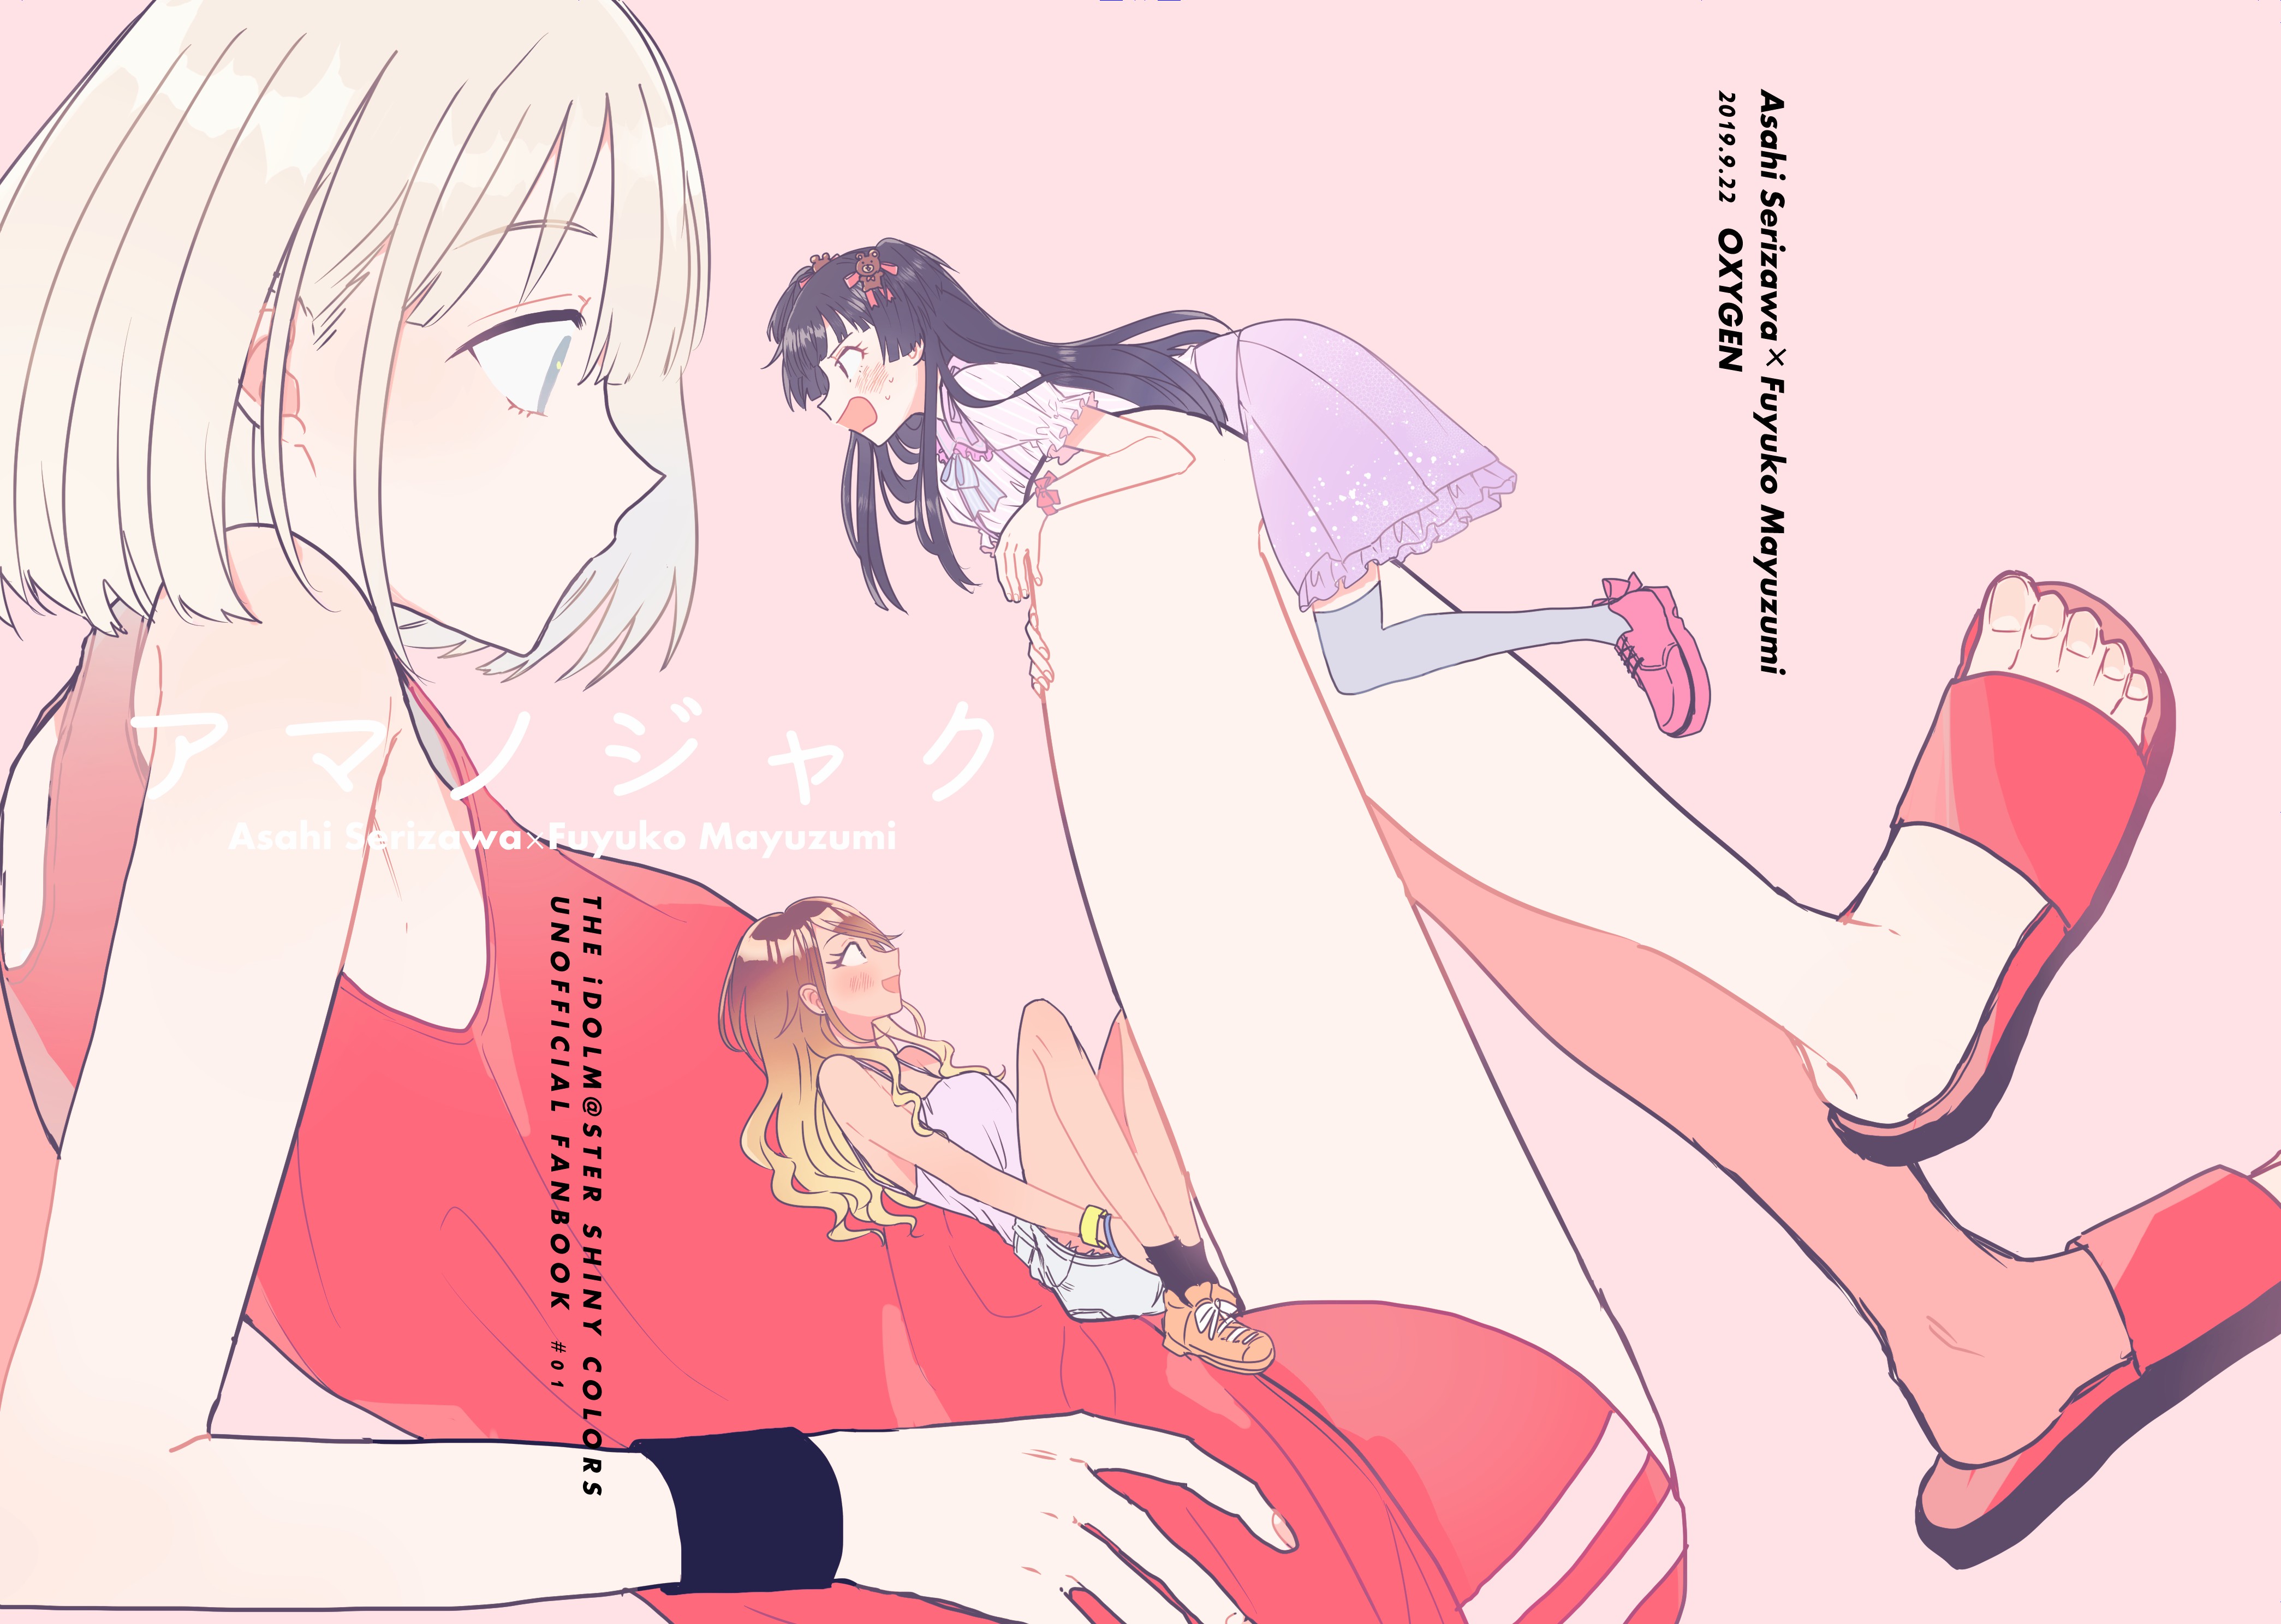 アマノジャク
Asahi Serizawa×Fuyuko Mayuzumi
THE iDOLM@STER SHINY COLORS
UNOFFICIAL FANBOOK #01
Asahi Serizawa×Fuyuko Mayuzumi
2019.9.22 OXYGEN